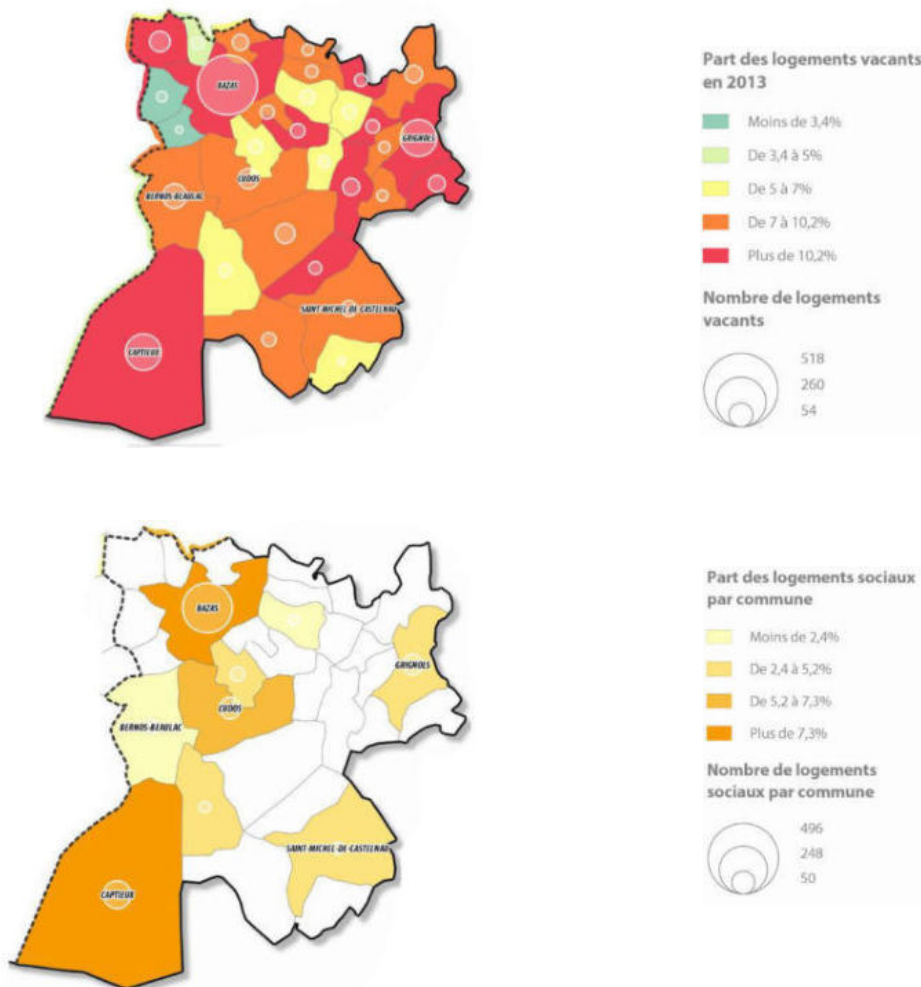 BAZAS
GRIGNOLS
CUDOS
BERNOS-BEAULAC
SAINT-MICHEL-DE-CASTELNAU
CAPTIEUX
Part des logements vacants
en 2013
Moins de 3,4%
De 3,4 à 5%
De 5 à 7%
De 7 à 10,2%
Plus de 10,2%
Nombre de logements
vacants
518
260
54
BAZAS
GRIGNOLS
CUDOS
BERNOS-BEAULAC
SAINT-MICHEL-DE-CASTELNAU
CAPTIEUX
Part des logements sociaux
par commune
Moins de 2,4%
De 2,4 à 5,2%
De 5,2 à 7,3%
Plus de 7,3%
Nombre de logements
sociaux par commune
496
248
50